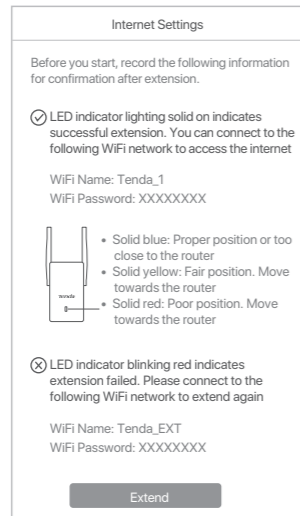 Internet Settings
Before you start, record the following information
for confirmation after extension.
LED indicator lighting solid on indicates
successful extension. You can connect to the
following WiFi network to access the internet
WiFi Name: Tenda_1
WiFi Password: XXXXXXXX
• Solid blue: Proper position or too
close to the router
• Solid yellow: Fair position. Move
towards the router
• Solid red: Poor position. Move
towards the router
Tenda
LED indicator blinking red indicates
extension failed. Please connect to the
following WiFi network to extend again
WiFi Name: Tenda_EXT
WiFi Password: XXXXXXXX
Extend